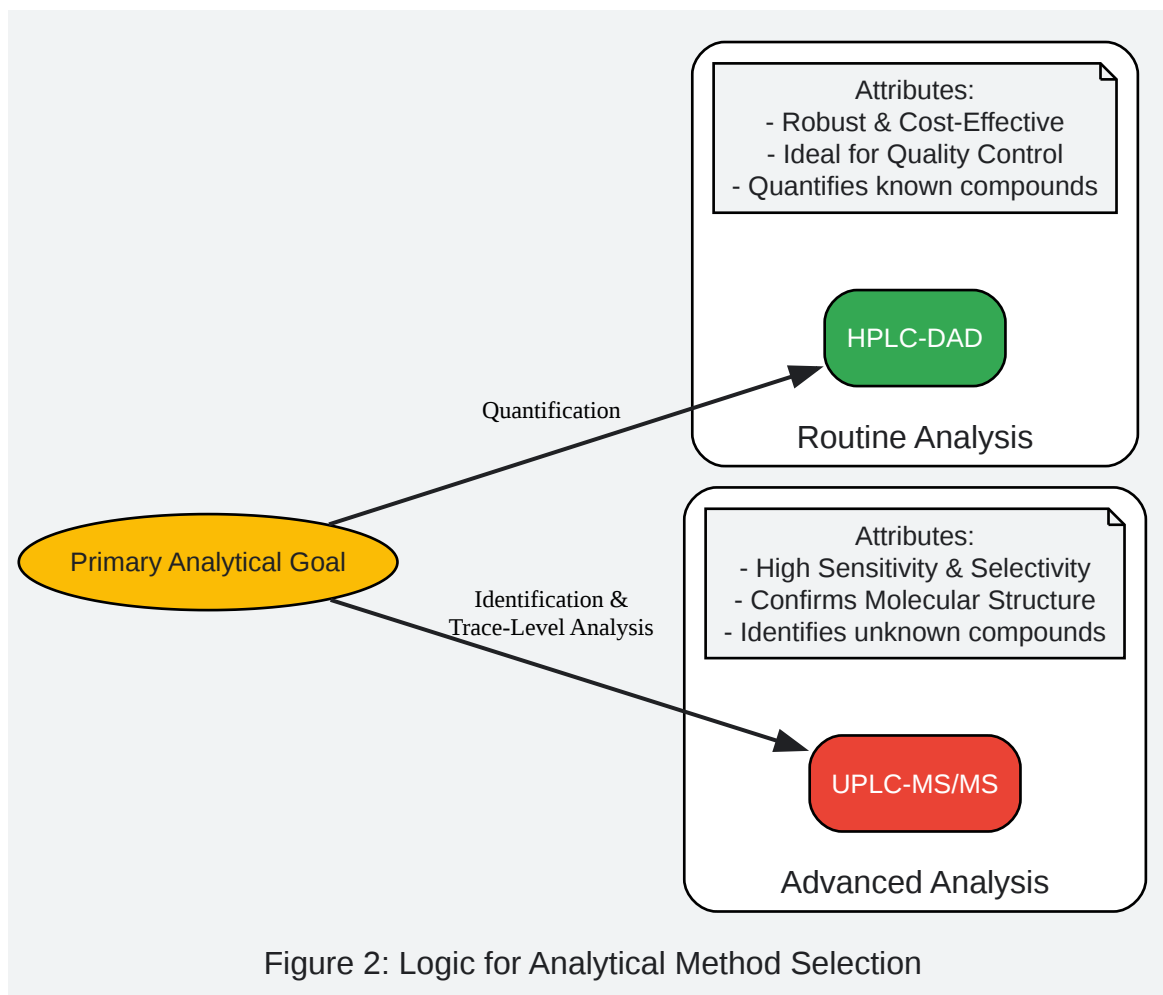 Attributes:
- Robust & Cost-Effective
- Ideal for Quality Control
- Quantifies known compounds
HPLC-DAD
Quantification
Routine Analysis
Primary Analytical Goal
Identification &
Trace-Level Analysis
Attributes:
- High Sensitivity & Selectivity
- Confirms Molecular Structure
- Identifies unknown compounds
UPLC-MS/MS
Advanced Analysis
Figure 2: Logic for Analytical Method Selection